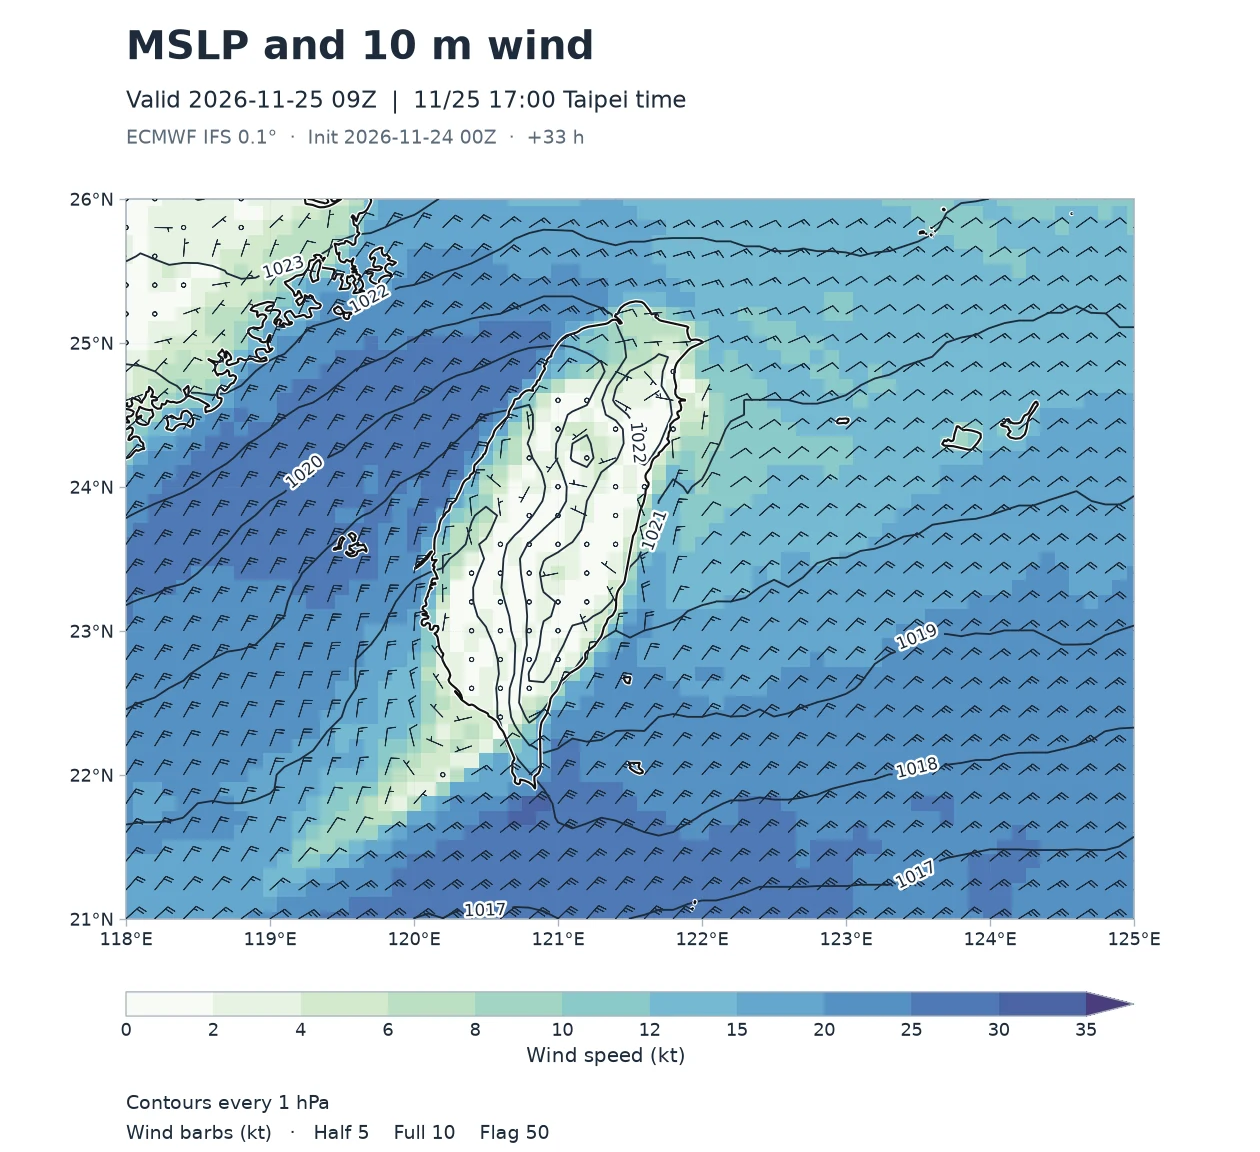 MSLP and 10 m wind
Valid 2026-11-25 09Z | 11/25 17:00 Taipei time
ECMWF IFS 0.1° · Init 2026-11-24 00Z · +33 h
26°N
25°N
24°N
23°N
22°N
21°N
1023
1022
1020
1022
1021
1019
1018
1017
1017
118°E 119°E 120°E 121°E 122°E 123°E 124°E 125°E
0 2 4 6 8 10 12 15 20 25 30 35
Wind speed (kt)
Contours every 1 hPa
Wind barbs (kt) · Half 5 Full 10 Flag 50